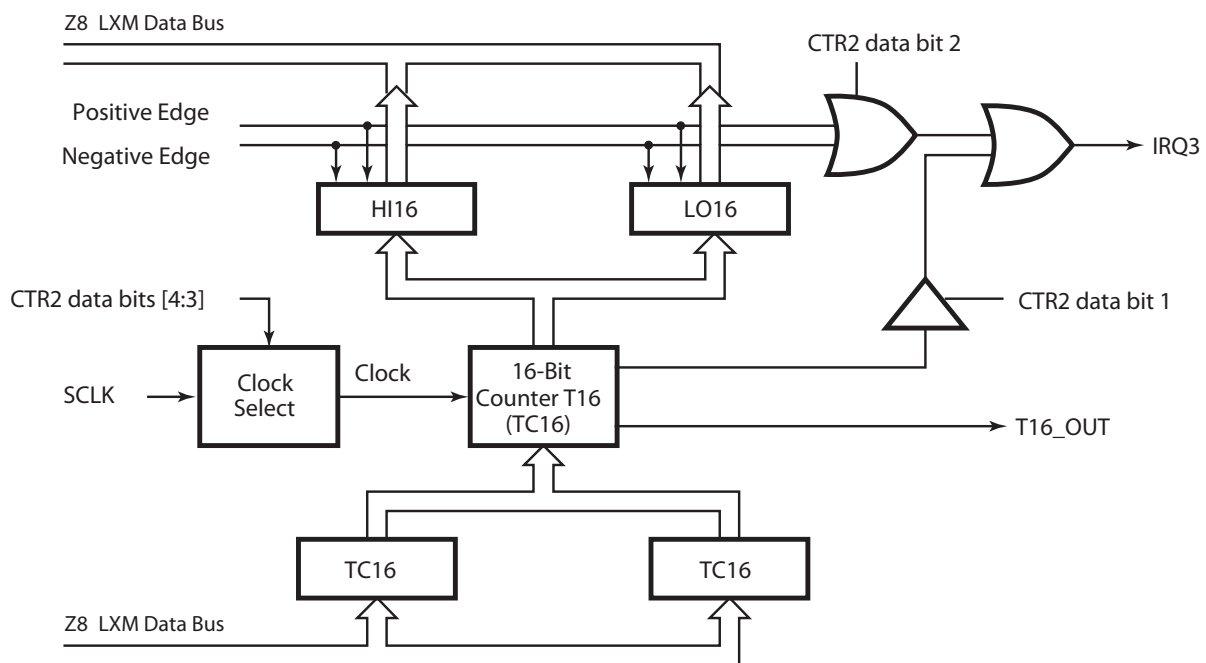 Z8 LXM Data Bus
CTR2 data bit 2
Positive Edge
Negative Edge
IRQ3
HI16
LO16
CTR2 data bits [4:3]
CTR2 data bit 1
SCLK
Clock
Select
Clock
16-Bit
Counter T16
(TC16)
T16_OUT
TC16
TC16
Z8 LXM Data Bus